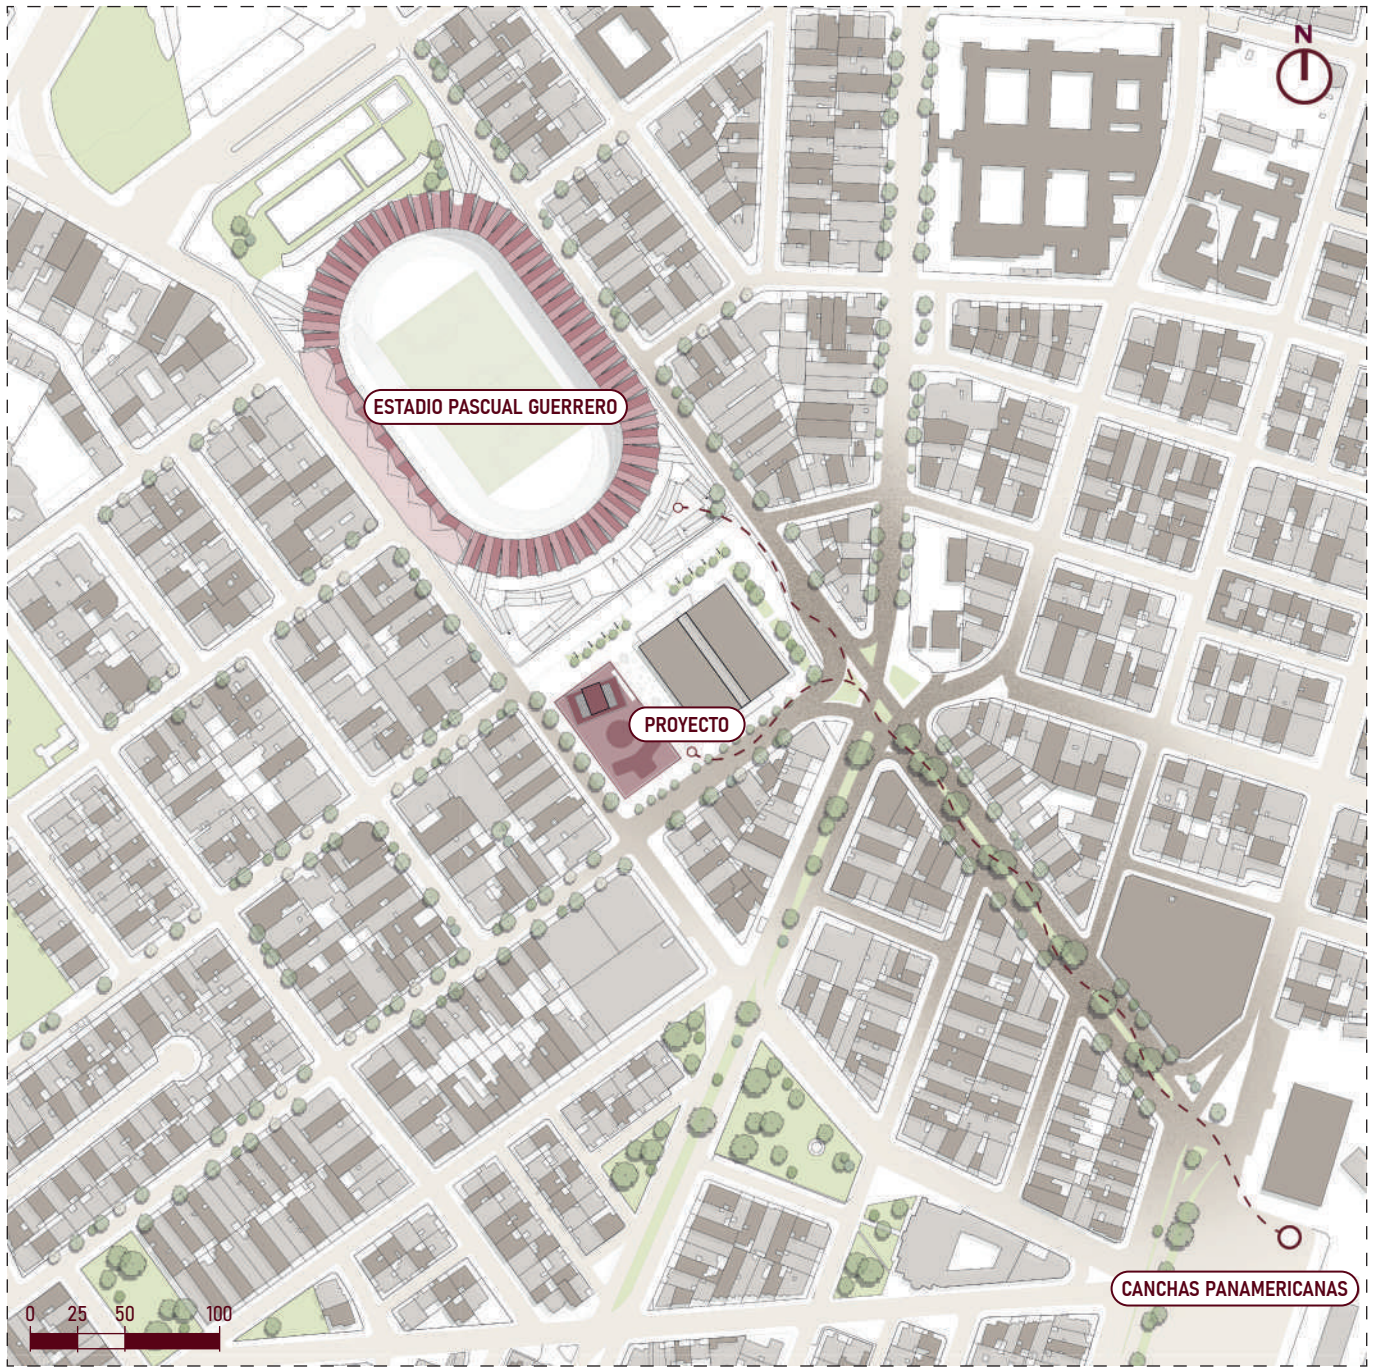 N
ESTADIO PASCUAL GUERRERO
PROYECTO
CANCHAS PANAMERICANAS
0 25 50 100